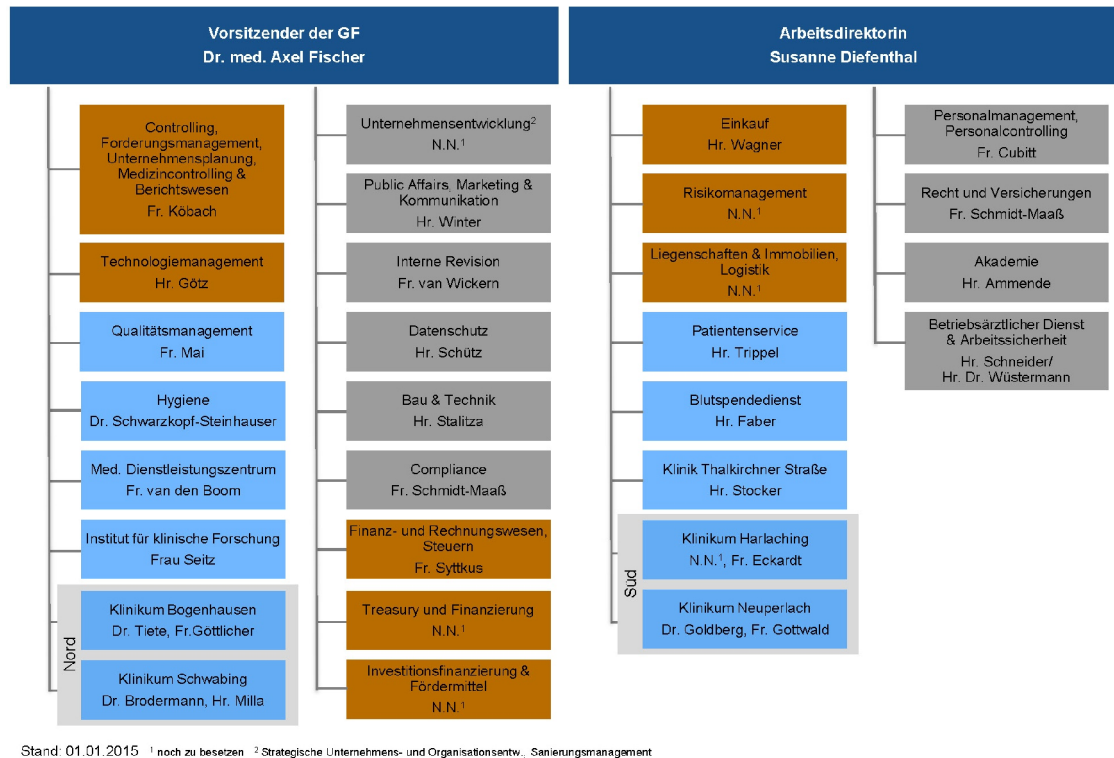 Vorsitzender der GF
Dr. med. Axel Fischer
Controlling,
Forderungsmanagement,
Unternehmensplanung,
Medizincontrolling &
Berichtswesen
Fr. Köbach
Technologiemanagement
Hr. Götz
Qualitätsmanagement
Fr. Mai
Hygiene
Dr. Schwarzkopf-Steinhauser
Med. Dienstleistungszentrum
Fr. van den Boom
Institut für klinische Forschung
Frau Seitz
Nord
Klinikum Bogenhausen
Dr. Tiete, Fr.Göttlicher
Klinikum Schwabing
Dr. Brodermann, Hr. Milla
Unternehmensentwicklung²
N.N.¹
Public Affairs, Marketing &
Kommunikation
Hr. Winter
Interne Revision
Fr. van Wickern
Datenschutz
Hr. Schütz
Bau & Technik
Hr. Stalitza
Compliance
Fr. Schmidt-Maaß
Finanz- und Rechnungswesen,
Steuern
Fr. Syttkus
Treasury und Finanzierung
N.N.¹
Investitionsfinanzierung &
Fördermittel
N.N.¹
Arbeitsdirektorin
Susanne Diefenthal
Einkauf
Hr. Wagner
Risikomanagement
N.N.¹
Liegenschaften & Immobilien,
Logistik
N.N.¹
Patientenservice
Hr. Trippel
Blutspendedienst
Hr. Faber
Klinik Thalkirchner Straße
Hr. Stocker
Süd
Klinikum Harlaching
N.N.¹, Fr. Eckardt
Klinikum Neuperlach
Dr. Goldberg, Fr. Gottwald
Personalmanagement,
Personalcontrolling
Fr. Cubitt
Recht und Versicherungen
Fr. Schmidt-Maaß
Akademie
Hr. Ammende
Betriebsärztlicher Dienst
& Arbeitssicherheit
Hr. Schneider/
Hr. Dr. Wüstermann
Stand: 01.01.2015 ¹ noch zu besetzen ² Strategische Unternehmens- und Organisationsentw., Sanierungsmanagement